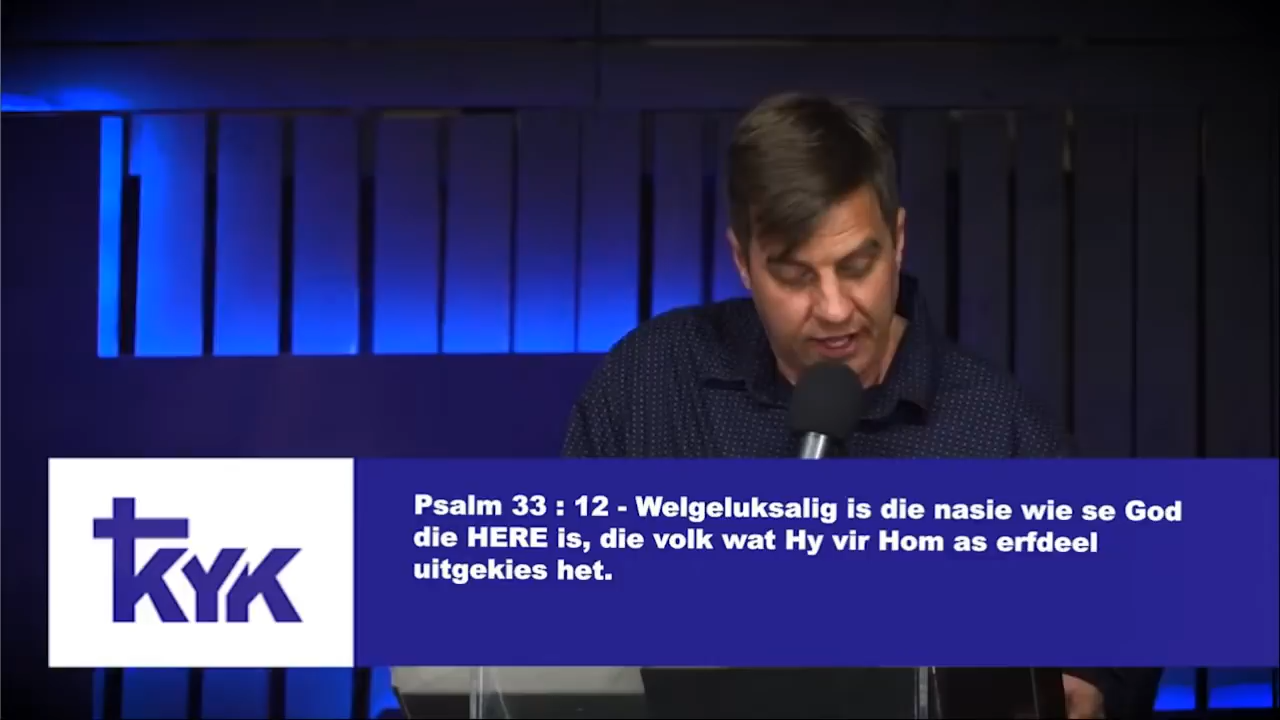 KYK
Psalm 33 : 12 - Welgeluksalig is die nasie wie se God
die HERE is, die volk wat Hy vir Hom as erfdeel
uitgekies het.